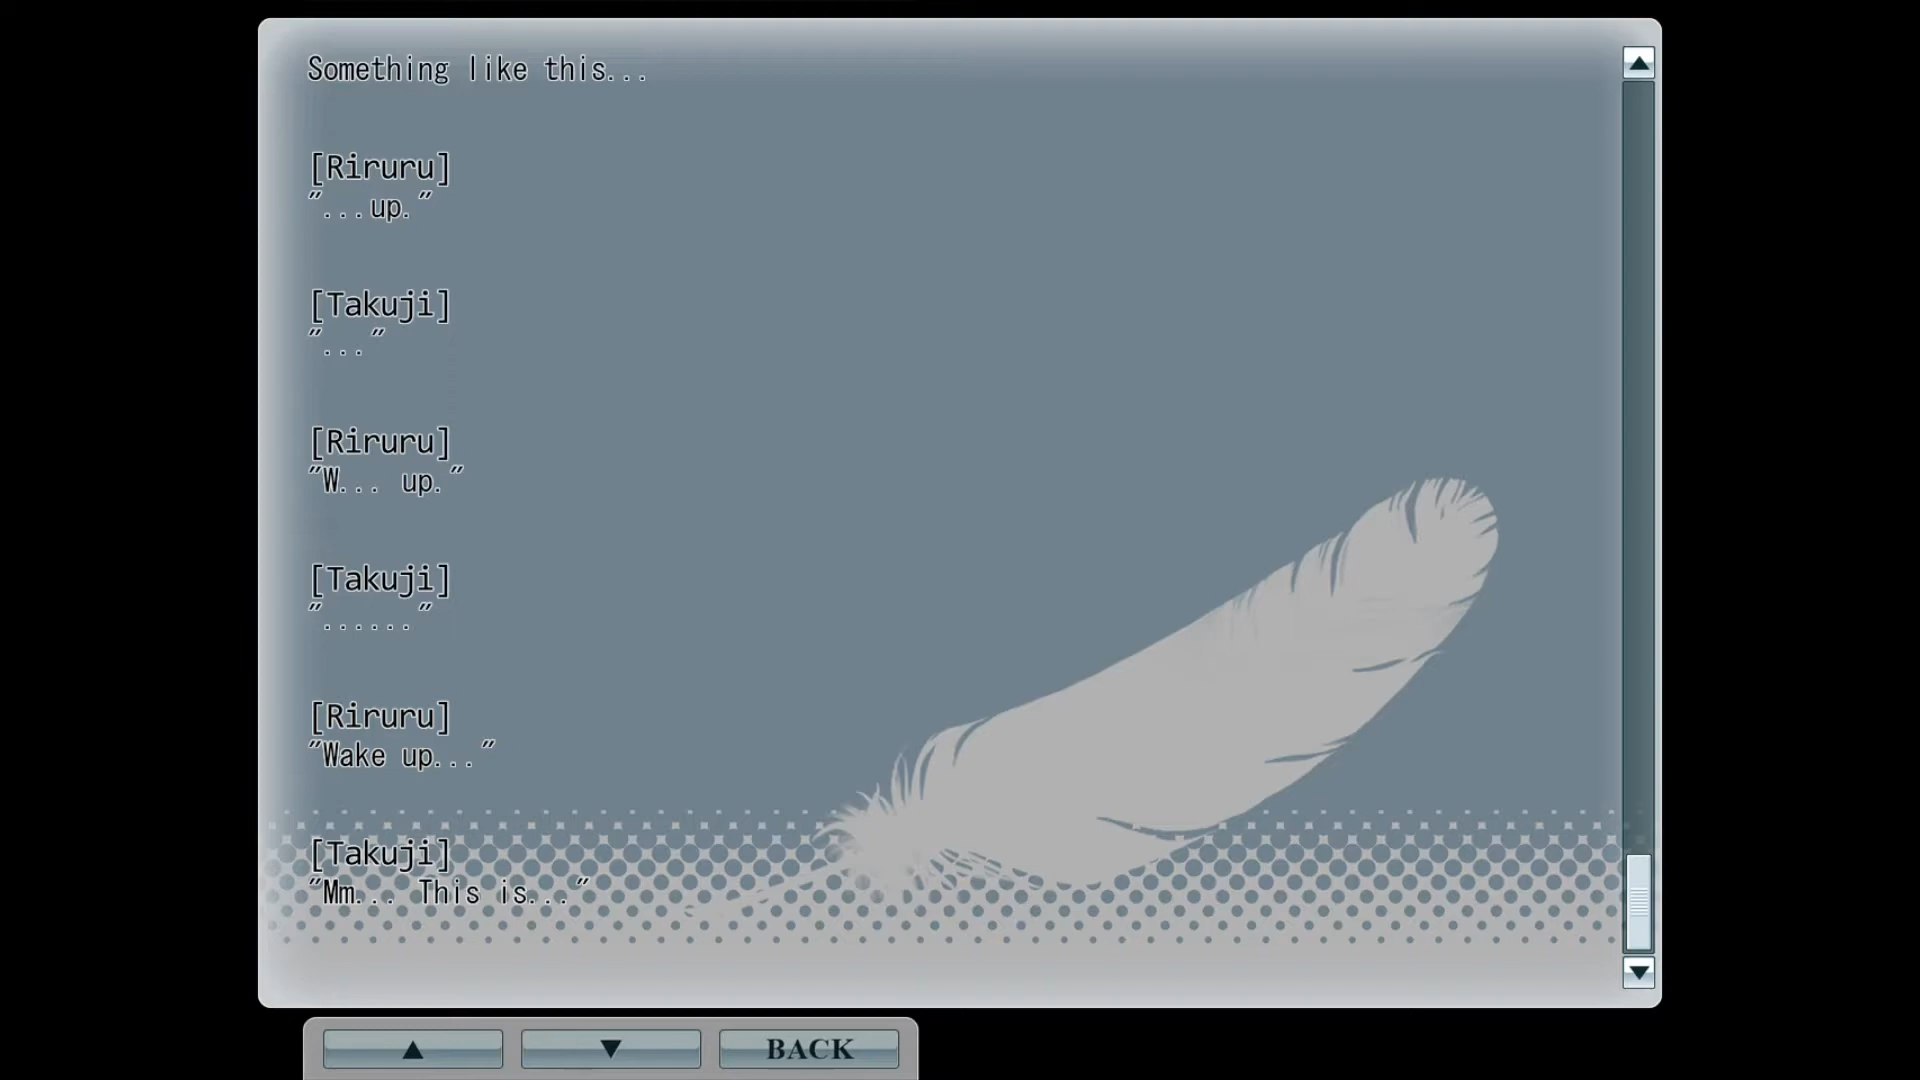 Something like this...
[Riruru]
"...up."
[Takuji]
"..."
[Riruru]
"W... up."
[Takuji]
"......"
[Riruru]
"Wake up..."
[Takuji]
"Mm... This is..."
BACK